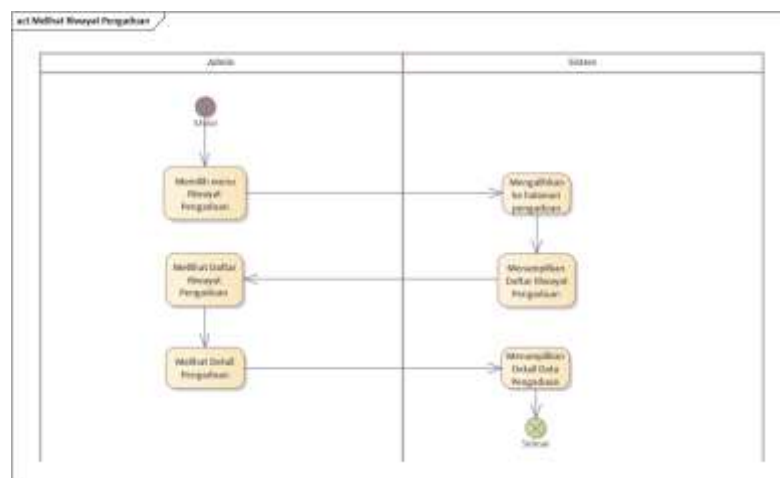 act Melihat Riwayat Pengaduan
Admin
Sistem
Mulai
Memilih menu
Riwayat
Pengaduan
Mengalihkan
ke halaman
pengaduan
Melihat Daftar
Riwayat
Pengaduan
Menampilkan
Daftar Riwayat
Pengaduan
Melihat Detail
Pengaduan
Menampilkan
Detail Data
Pengaduan
Selesai